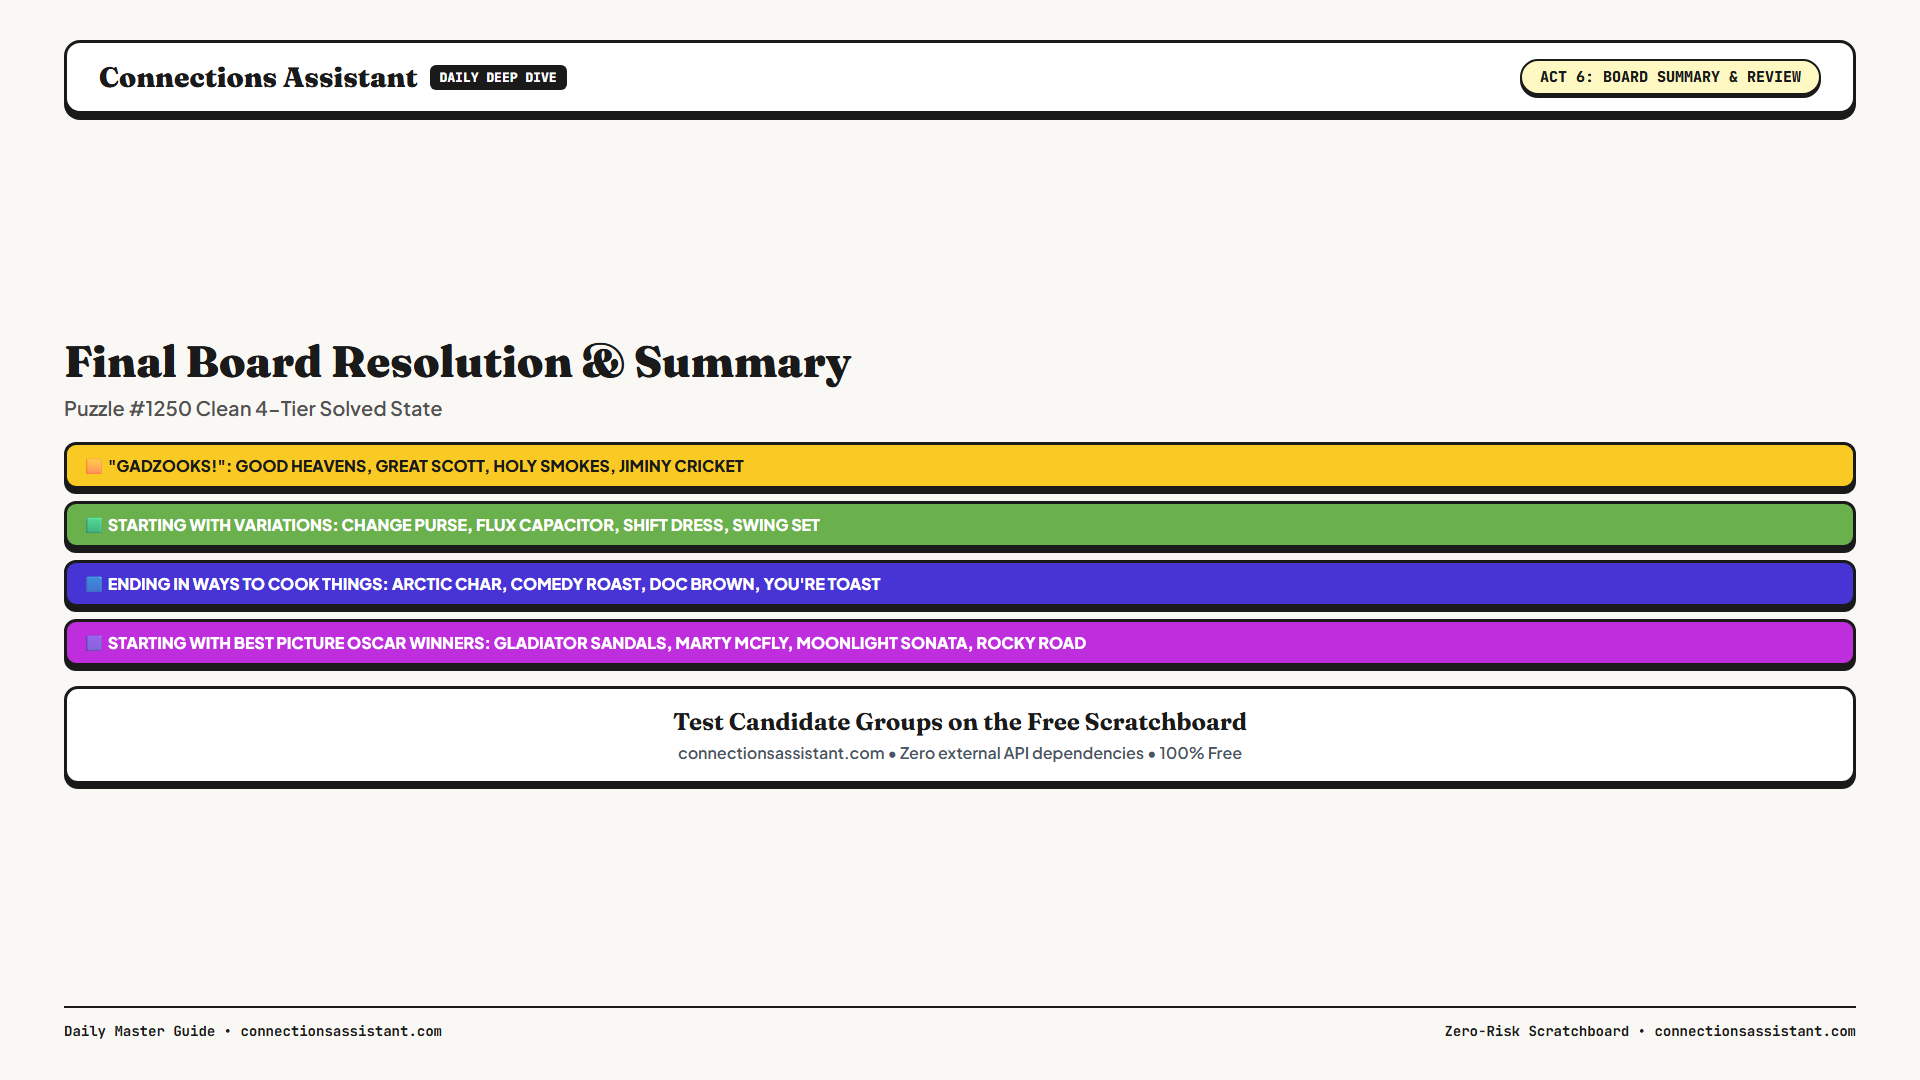 Connections Assistant DAILY DEEP DIVE
ACT 6: BOARD SUMMARY & REVIEW
Final Board Resolution & Summary
Puzzle #1250 Clean 4-Tier Solved State
"GADZOOKS!": GOOD HEAVENS, GREAT SCOTT, HOLY SMOKES, JIMINY CRICKET
STARTING WITH VARIATIONS: CHANGE PURSE, FLUX CAPACITOR, SHIFT DRESS, SWING SET
ENDING IN WAYS TO COOK THINGS: ARCTIC CHAR, COMEDY ROAST, DOC BROWN, YOU'RE TOAST
STARTING WITH BEST PICTURE OSCAR WINNERS: GLADIATOR SANDALS, MARTY MCFLY, MOONLIGHT SONATA, ROCKY ROAD
Test Candidate Groups on the Free Scratchboard
connectionsassistant.com • Zero external API dependencies • 100% Free
Daily Master Guide • connectionsassistant.com
Zero-Risk Scratchboard • connectionsassistant.com